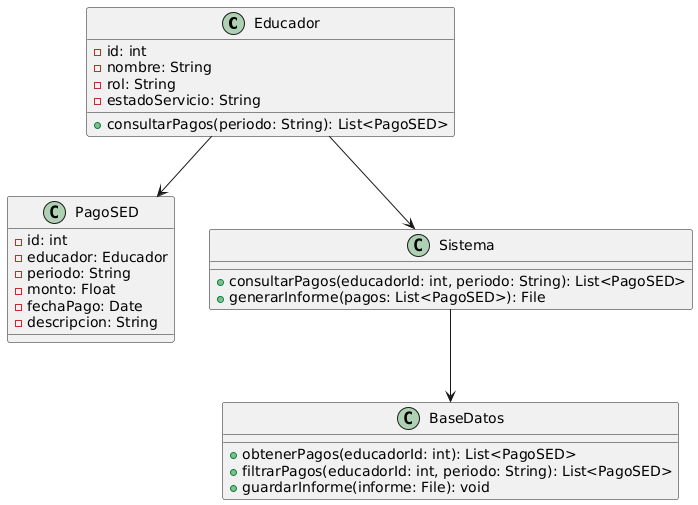 C Educador
id: int
nombre: String
rol: String
estadoServicio: String
consultarPagos(periodo: String): List<PagoSED>
C PagoSED
id: int
educador: Educador
periodo: String
monto: Float
fechaPago: Date
descripcion: String
C Sistema
consultarPagos(educadorId: int, periodo: String): List<PagoSED>
generarInforme(pagos: List<PagoSED>): File
C BaseDatos
obtenerPagos(educadorId: int): List<PagoSED>
filtrarPagos(educadorId: int, periodo: String): List<PagoSED>
guardarInforme(informe: File): void